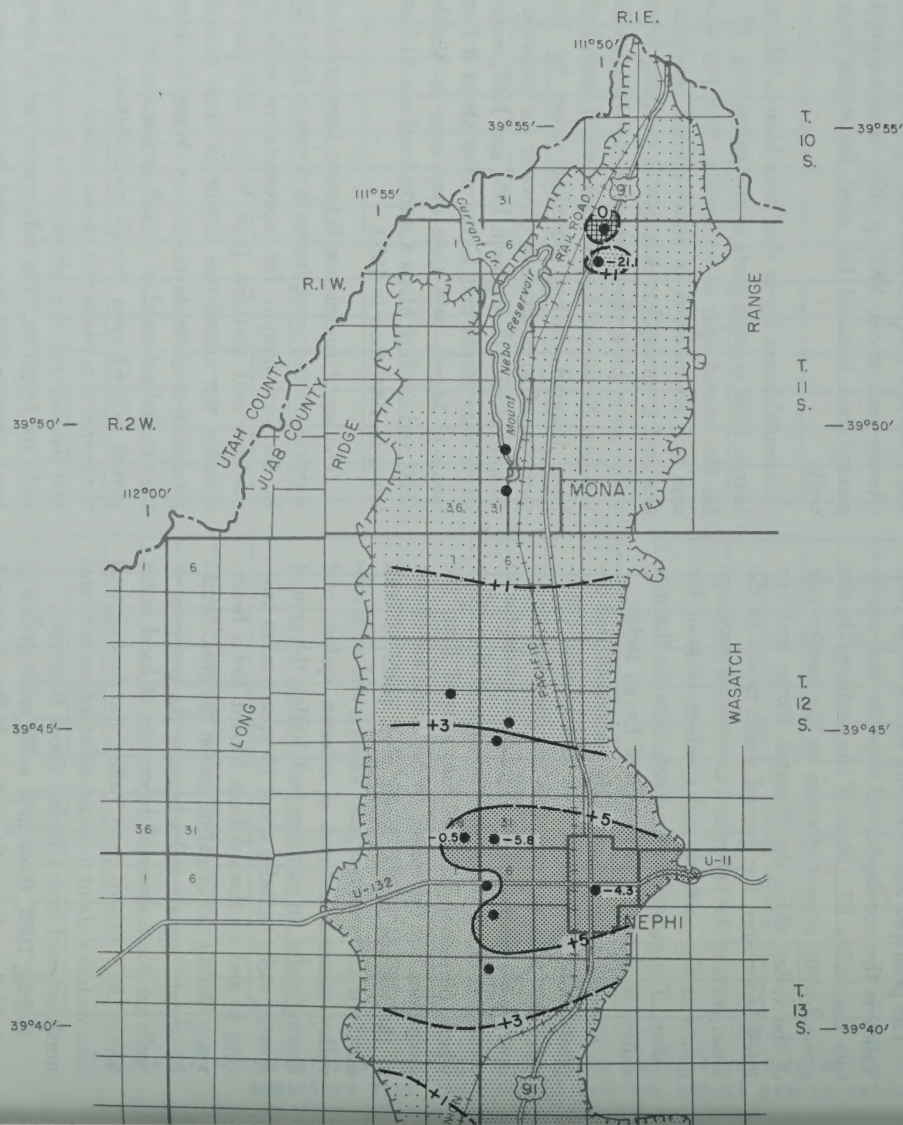 R.1 E.
111°50'
39°55'
T.
10
S.
39°55'
111°55'
31
91
RAILROAD
Currant Cr.
0
1
6
-21.1
+1
R.1 W.
Mount Nebo Reservoir
RANGE
T.
11
S.
UTAH COUNTY
JUAB COUNTY
39°50'
R.2 W.
RIDGE
39°50'
112°00'
MONA
36
31
1
6
1
6
+1
PACIFIC
WASATCH
T.
12
S.
LONG
39°45'
+3
39°45'
36
31
31
+5
-0.5
-5.8
1
6
6
U-11
U-132
-4.3
NEPHI
+5
T.
13
S.
39°40'
+3
39°40'
+1
91